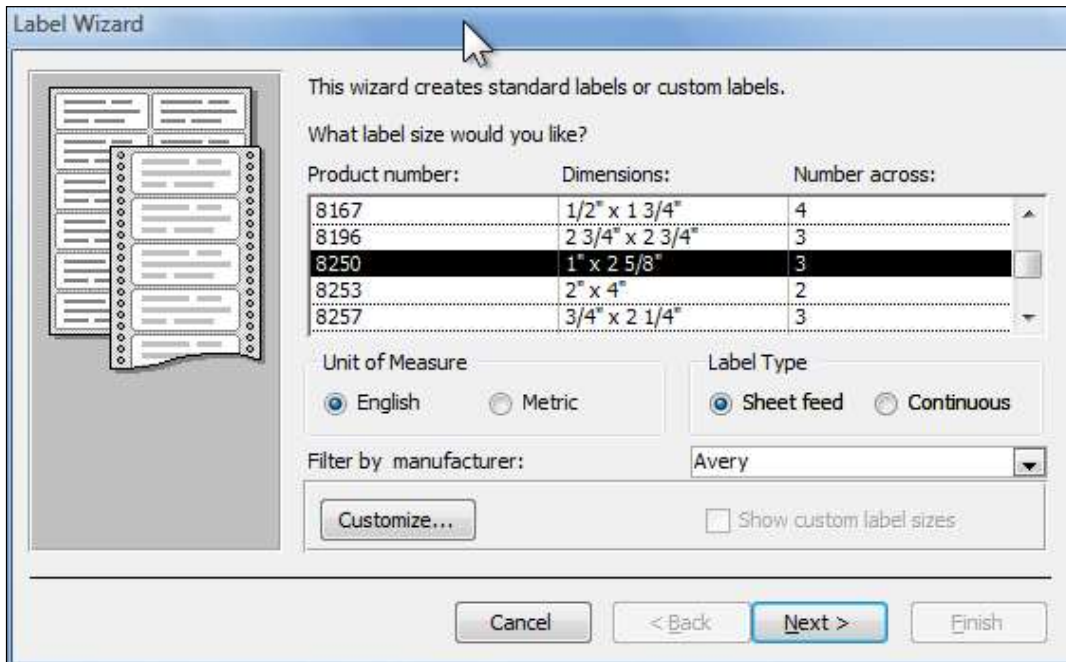 Label Wizard
This wizard creates standard labels or custom labels.
What label size would you like?
Product number: Dimensions: Number across:
8167 1/2" x 1 3/4" 4
8196 2 3/4" x 2 3/4" 3
8250 1" x 2 5/8" 3
8253 2" x 4" 2
8257 3/4" x 2 1/4" 3
Unit of Measure Label Type
English Metric Sheet feed Continuous
Filter by manufacturer: Avery
Customize... Show custom label sizes
Cancel < Back Next > Finish